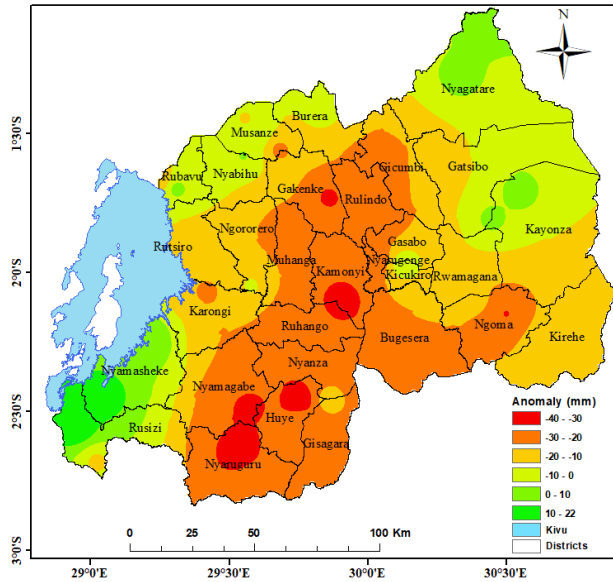 N
Nyagatare
Burera
Musanze
1°30'S
Gicumbi
Gatsibo
Rubavu
Nyabihu
Gakenke
Rulindo
Kayonza
Rutsiro
Ngororero
Gasabo
Muhanga
Nyarugenge
2°0'S
Kamonyi
Kicukiro
Rwamagana
Karongi
Ruhango
Ngoma
Bugesera
Kirehe
Nyamasheke
Nyanza
Nyamagabe
Anomaly (mm)
-40 - -30
2°30'S
Huye
-30 - -20
Rusizi
Gisagara
-20 - -10
Nyaruguru
-10 - 0
0 - 10
10 - 22
0 25 50 100 Km
Kivu
Districts
3°0'S
29°0'E 29°30'E 30°0'E 30°30'E